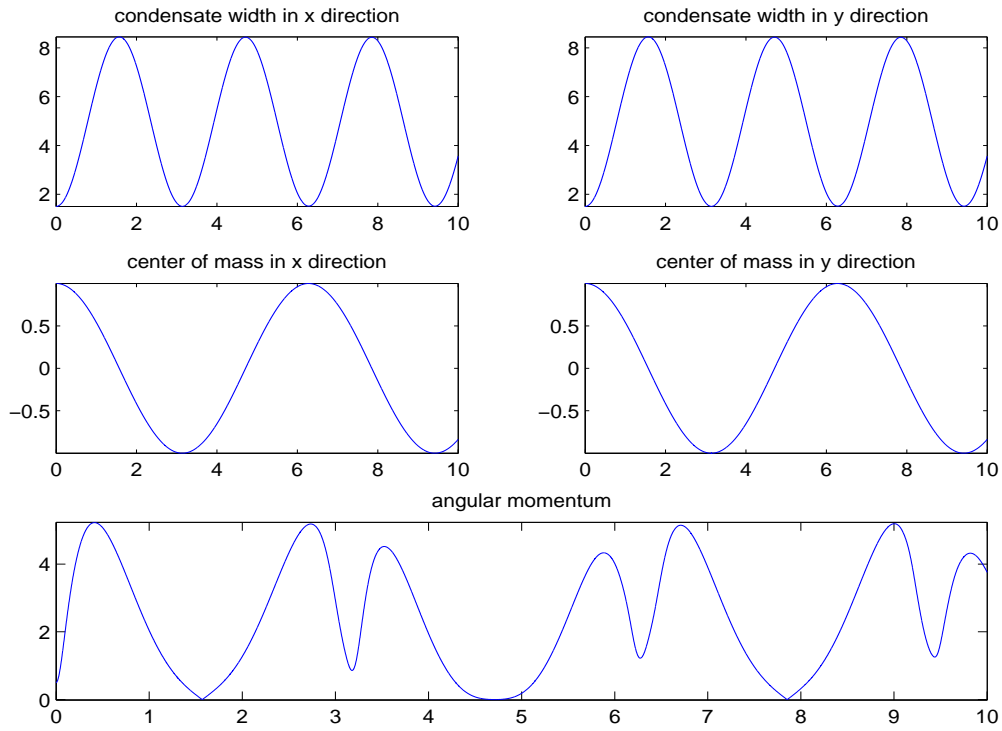 condensate width in x direction
8
6
4
2
0 2 4 6 8 10
condensate width in y direction
8
6
4
2
0 2 4 6 8 10
center of mass in x direction
0.5
0
−0.5
0 2 4 6 8 10
center of mass in y direction
0.5
0
−0.5
0 2 4 6 8 10
angular momentum
4
2
0
0 1 2 3 4 5 6 7 8 9 10